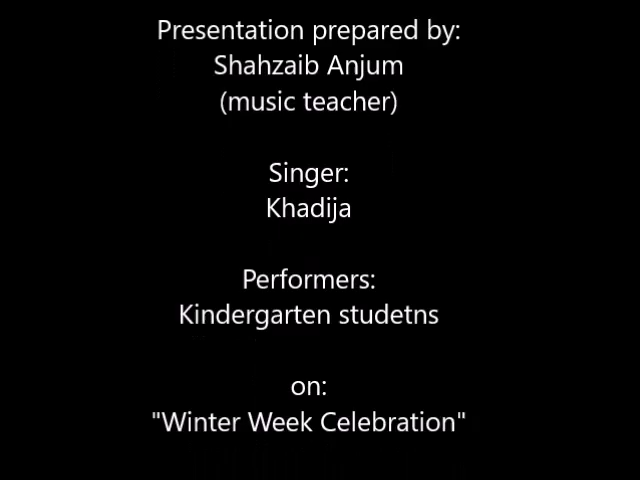 Presentation prepared by:
Shahzaib Anjum
(music teacher)
Singer:
Khadija
Performers:
Kindergarten studetns
on:
"Winter Week Celebration"